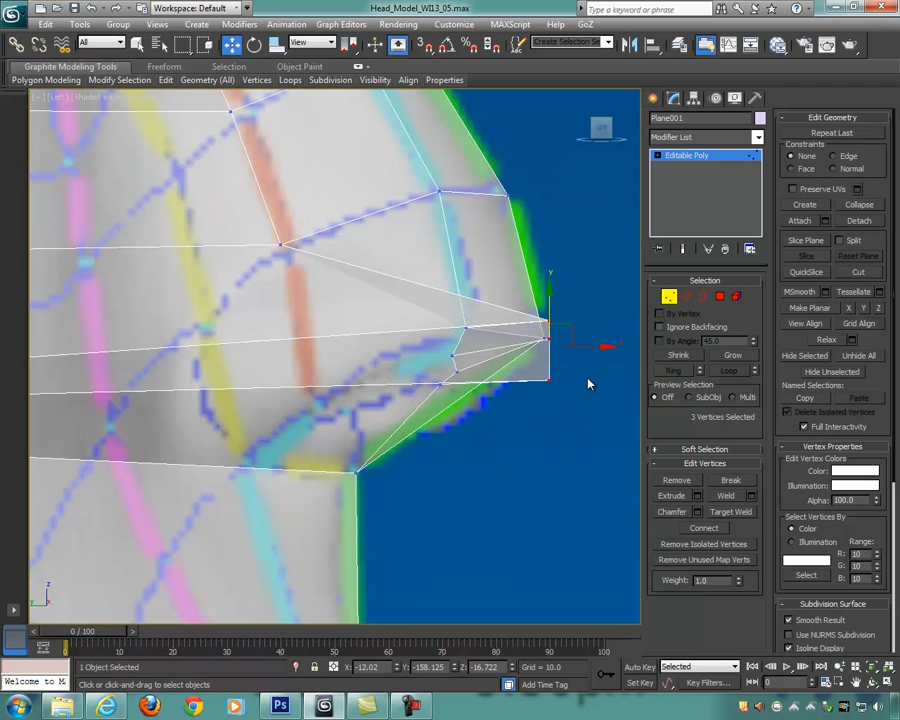 Workspace: Default
Head_Model_WII3_05.max
Type a keyword or phrase
Edit Tools Group Views Create Modifiers Animation Graph Editors Rendering Customize MAXScript Help GoZ
All View Create Selection Se
Graphite Modeling Tools Freeform Selection Object Paint
Polygon Modeling Modify Selection Edit Geometry (All) Vertices Loops Subdivision Visibility Align Properties
LEFT
y
x
z
y x
Plane001
Modifier List
Editable Poly
Selection
By Vertex
Ignore Backfacing
By Angle: 45.0
Shrink Grow
Ring Loop
Preview Selection
Off SubObj Multi
3 Vertices Selected
Soft Selection
Edit Vertices
Remove Break
Extrude Weld
Chamfer Target Weld
Connect
Remove Isolated Vertices
Remove Unused Map Verts
Weight: 1.0
Edit Geometry
Repeat Last
Constraints
None Edge
Face Normal
Preserve UVs
Create Collapse
Attach Detach
Slice Plane Split
Slice Reset Plane
QuickSlice Cut
MSmooth Tessellate
Make Planar X Y Z
View Align Grid Align
Relax
Hide Selected Unhide All
Hide Unselected
Named Selections:
Copy Paste
Delete Isolated Vertices
Full Interactivity
Vertex Properties
Edit Vertex Colors
Color:
Illumination:
Alpha: 100.0
Select Vertices By
Color Range:
Illumination R: 10
G: 10
Select B: 10
Subdivision Surface
Smooth Result
Use NURMS Subdivision
Isoline Display
0 / 100
0 10 20 30 40 50 60 70 80 90 100
1 Object Selected X: -12.02 Y: -158.125 Z: -16.722 Grid = 10.0 Auto Key Selected
Welcome to M Click or click-and-drag to select objects Add Time Tag Set Key Key Filters... 0
Ps
7:06 PM